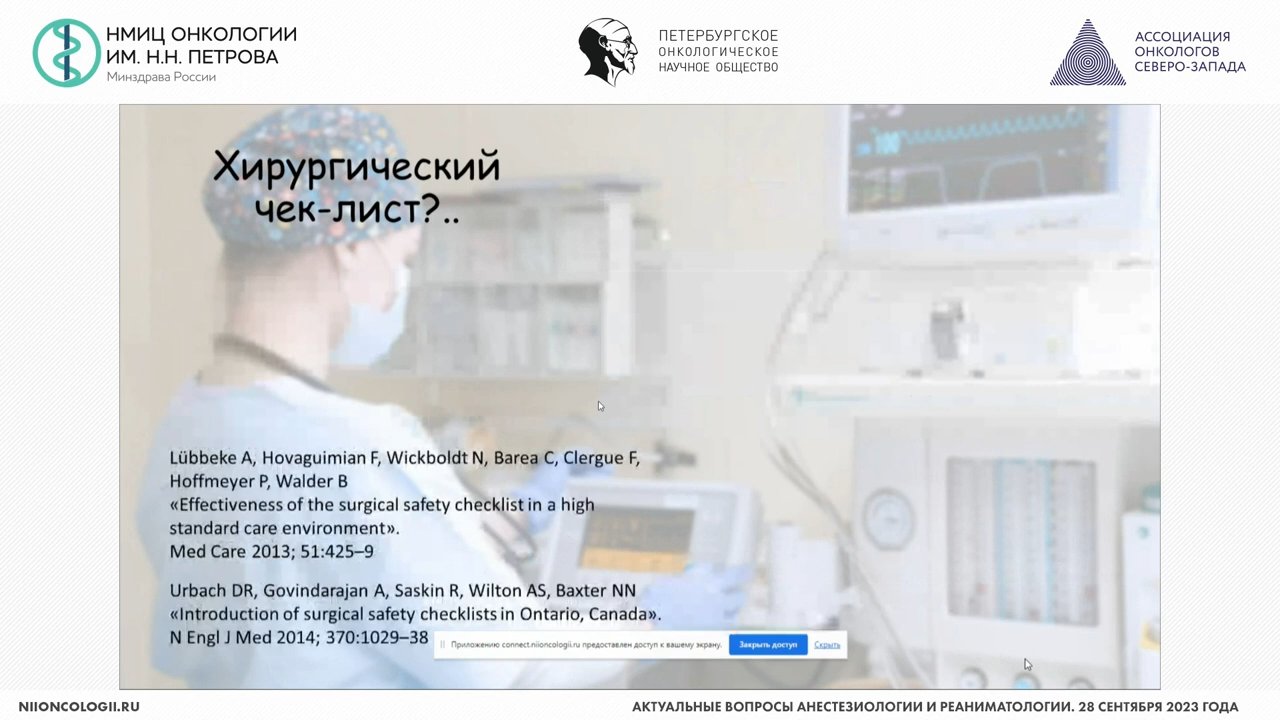 НМИЦ ОНКОЛОГИИ
ИМ. Н.Н. ПЕТРОВА
Минздрава России
ПЕТЕРБУРГСКОЕ
ОНКОЛОГИЧЕСКОЕ
НАУЧНОЕ ОБЩЕСТВО
АССОЦИАЦИЯ
ОНКОЛОГОВ
СЕВЕРО-ЗАПАДА
Хирургический
чек-лист?..
100
Lübbeke A, Hovaguimian F, Wickboldt N, Barea C, Clergue F,
Hoffmeyer P, Walder B
«Effectiveness of the surgical safety checklist in a high
standard care environment».
Med Care 2013; 51:425–9
Urbach DR, Govindarajan A, Saskin R, Wilton AS, Baxter NN
«Introduction of surgical safety checklists in Ontario, Canada».
N Engl J Med 2014; 370:1029–38
Приложению connect.niioncologii.ru предоставлен доступ к вашему экрану.
Закрыть доступ
Скрыть
NIIONCOLOGII.RU
АКТУАЛЬНЫЕ ВОПРОСЫ АНЕСТЕЗИОЛОГИИ И РЕАНИМАТОЛОГИИ. 28 СЕНТЯБРЯ 2023 ГОДА